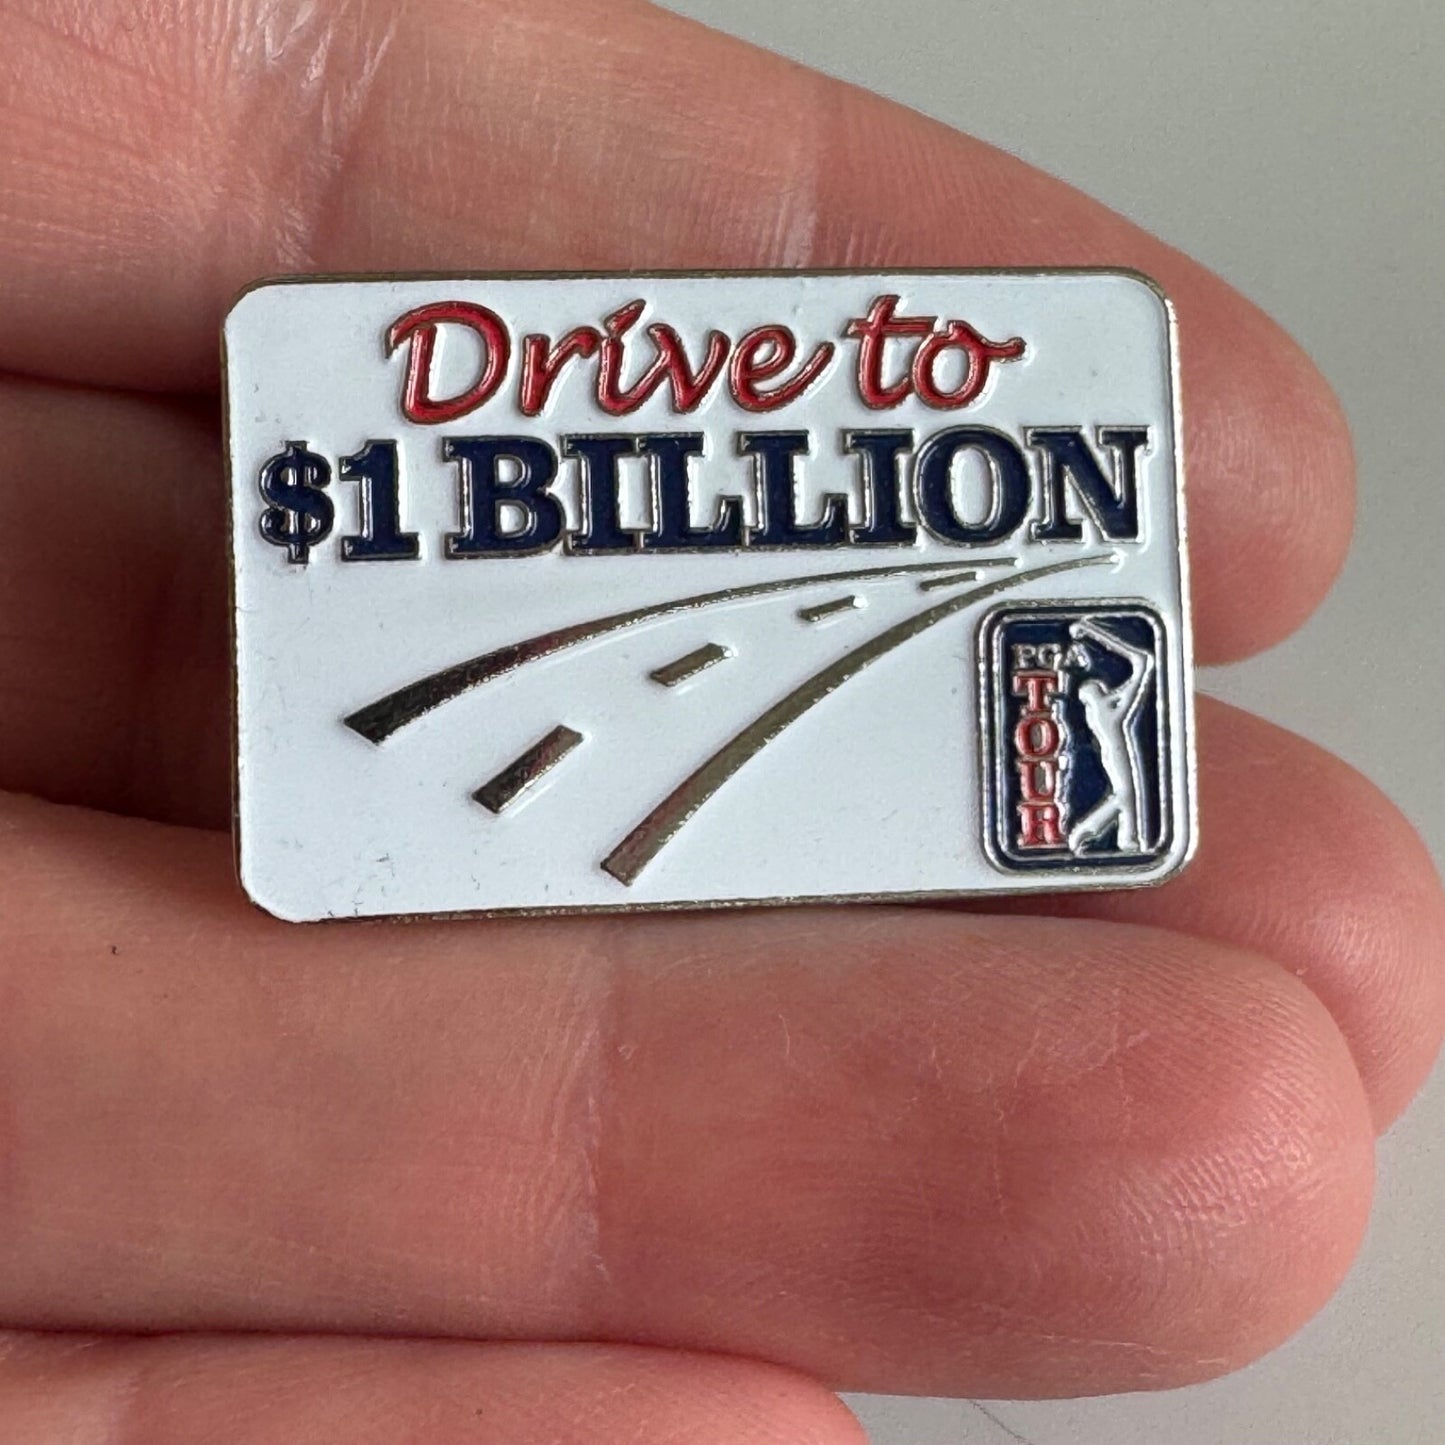 Drive to
$1 BILLION
PGA
TOUR